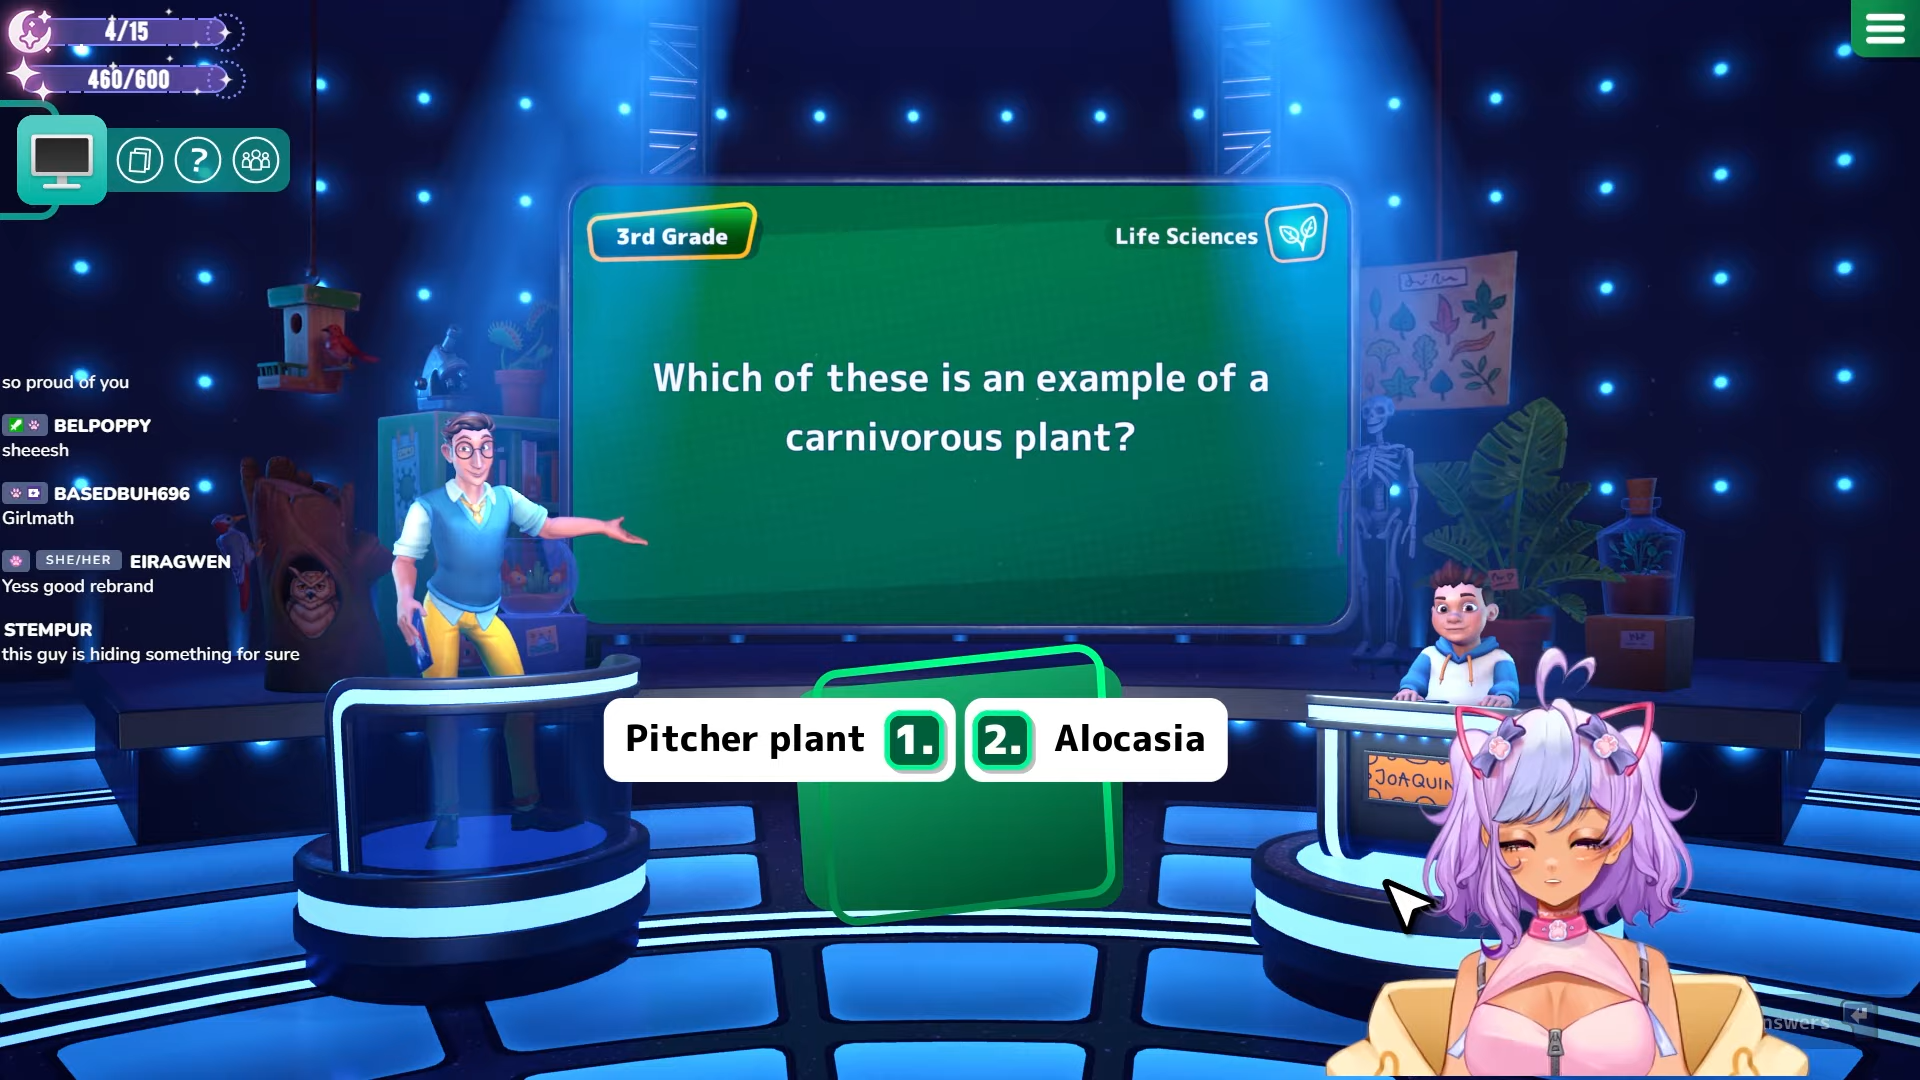 4/15
460/600
3rd Grade
Life Sciences
Which of these is an example of a
carnivorous plant?
so proud of you
BELPOPPY
sheeesh
BASEDBUH696
Girlmath
SHE/HER EIRAGWEN
Yess good rebrand
STEMPUR
this guy is hiding something for sure
Pitcher plant 1.
2. Alocasia
JOAQUIN